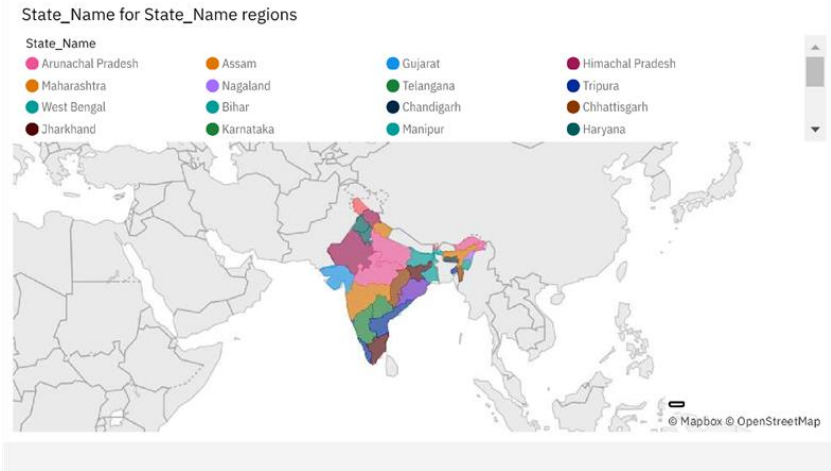 State_Name for State_Name regions
State_Name
Arunachal Pradesh Assam Gujarat Himachal Pradesh
Maharashtra Nagaland Telangana Tripura
West Bengal Bihar Chandigarh Chhattisgarh
Jharkhand Karnataka Manipur Haryana
© Mapbox © OpenStreetMap